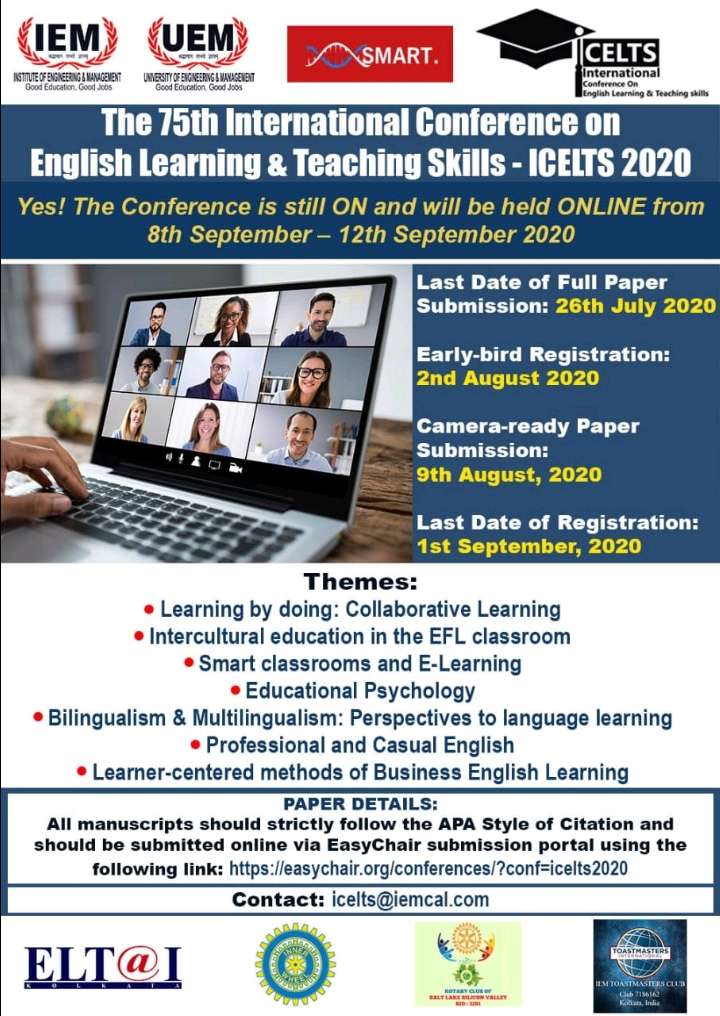 IEM
UEM
SMART.
ICELTS
International
Conference On
English Learning & Teaching skills
INSTITUTE OF ENGINEERING & MANAGEMENT
Good Education, Good Jobs
UNIVERSITY OF ENGINEERING & MANAGEMENT
Good Education, Good Jobs
The 75th International Conference on
English Learning & Teaching Skills - ICELTS 2020
Yes! The Conference is still ON and will be held ONLINE from
8th September – 12th September 2020
Last Date of Full Paper
Submission: 26th July 2020
Early-bird Registration:
2nd August 2020
Camera-ready Paper
Submission:
9th August, 2020
Last Date of Registration:
1st September, 2020
Themes:
• Learning by doing: Collaborative Learning
• Intercultural education in the EFL classroom
• Smart classrooms and E-Learning
• Educational Psychology
• Bilingualism & Multilingualism: Perspectives to language learning
• Professional and Casual English
• Learner-centered methods of Business English Learning
PAPER DETAILS:
All manuscripts should strictly follow the APA Style of Citation and
should be submitted online via EasyChair submission portal using the
following link: https://easychair.org/conferences/?conf=icelts2020
Contact: icelts@iemcal.com
ELT@I
KOLKATA
INNER
WHEEL
ROTARY CLUB OF
SALT LAKE SILICON VALLEY
RID - 3291
TOASTMASTERS
INTERNATIONAL
IEM TOASTMASTERS CLUB
Club 7186162
Kolkata, India